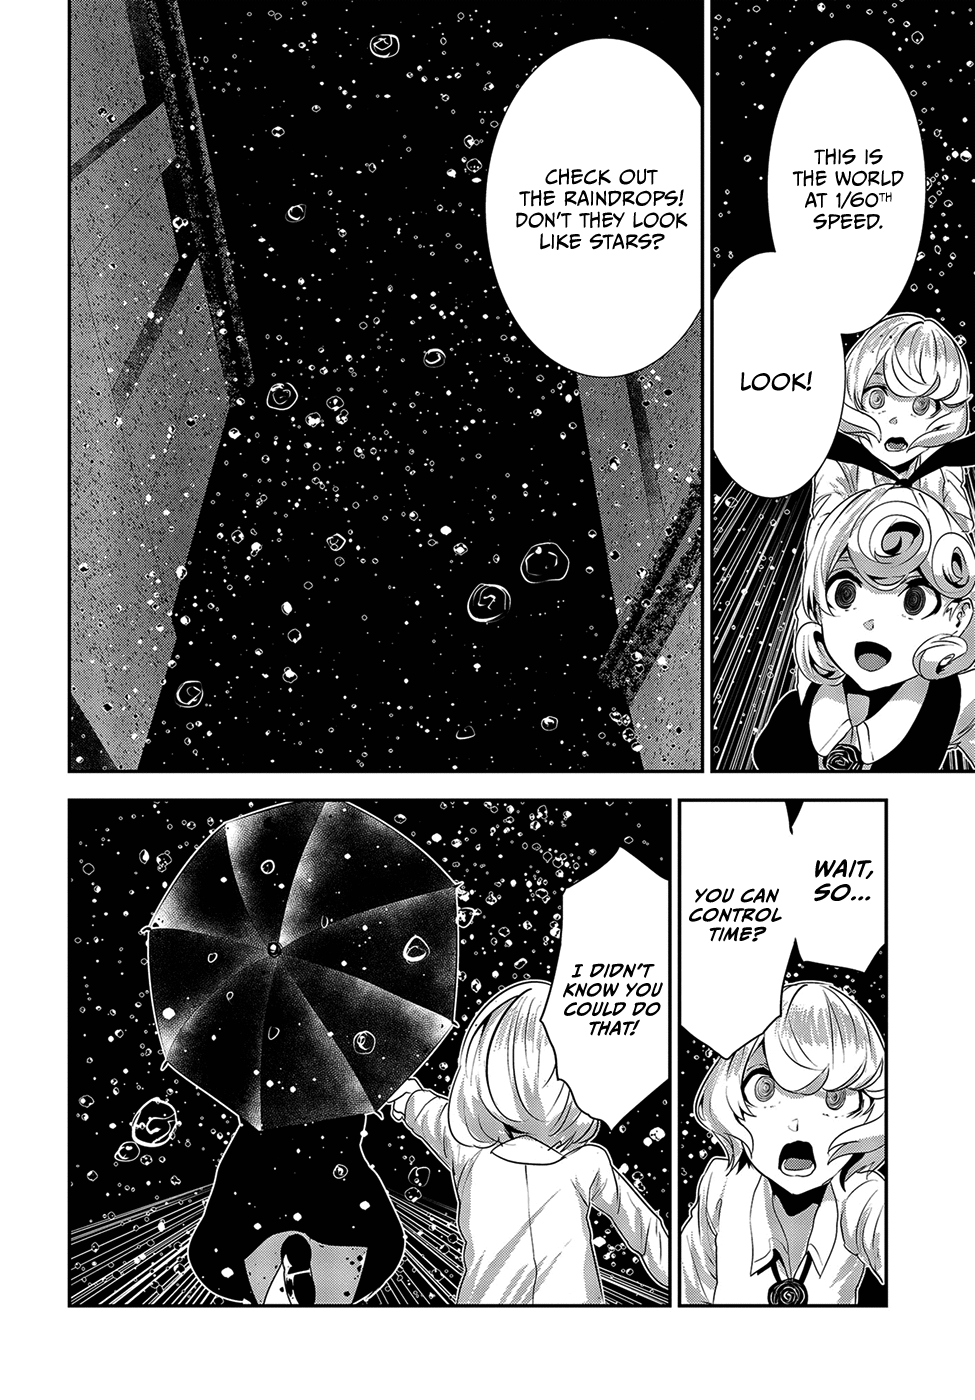 THIS IS
THE WORLD
AT 1/60TH
SPEED.
LOOK!
CHECK OUT
THE RAINDROPS!
DON'T THEY LOOK
LIKE STARS?
WAIT,
SO...
YOU CAN
CONTROL
TIME?
I DIDN'T
KNOW YOU
COULD DO
THAT!